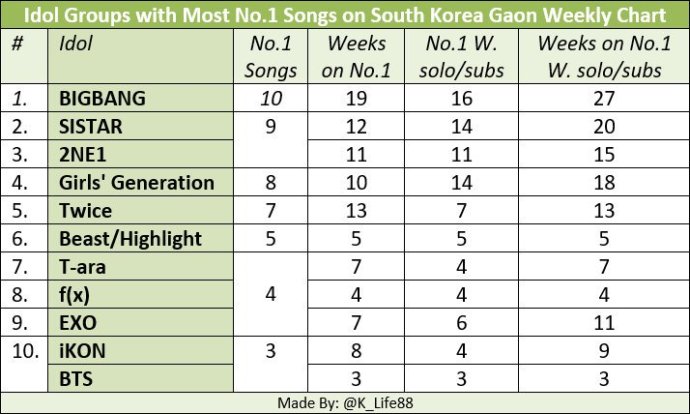 Idol Groups with Most No.1 Songs on South Korea Gaon Weekly Chart
# Idol No.1 Songs Weeks on No.1 No.1 W. solo/subs Weeks on No.1 W. solo/subs
1. BIGBANG 10 19 16 27
2. SISTAR 9 12 14 20
3. 2NE1 11 11 15
4. Girls' Generation 8 10 14 18
5. Twice 7 13 7 13
6. Beast/Highlight 5 5 5 5
7. T-ara 7 4 7
8. f(x) 4 4 4 4
9. EXO 7 6 11
10. iKON 3 8 4 9
BTS 3 3 3
Made By: @K_Life88